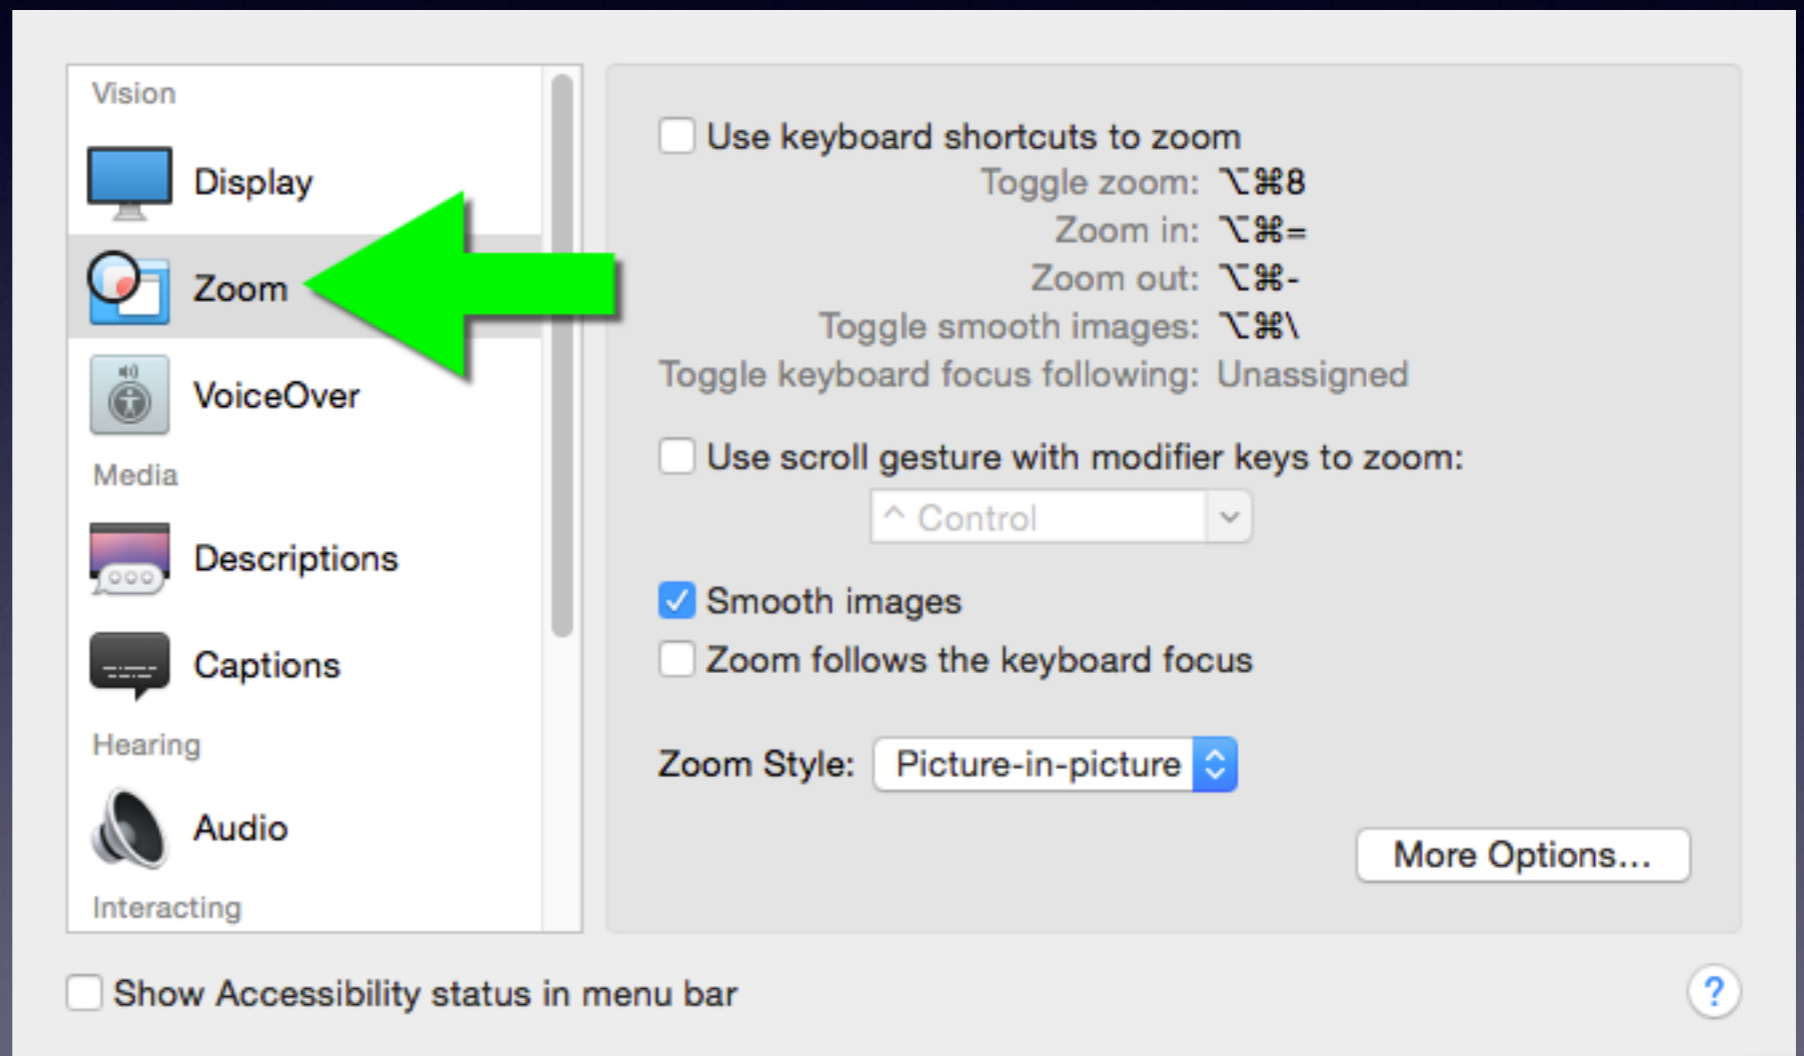 Vision
Display
Zoom
VoiceOver
Media
Descriptions
Captions
Hearing
Audio
Interacting
Use keyboard shortcuts to zoom
Toggle zoom: ⌥⌘8
Zoom in: ⌥⌘=
Zoom out: ⌥⌘-
Toggle smooth images: ⌥⌘\
Toggle keyboard focus following: Unassigned
Use scroll gesture with modifier keys to zoom:
^ Control
Smooth images
Zoom follows the keyboard focus
Zoom Style: Picture-in-picture
More Options...
Show Accessibility status in menu bar
?